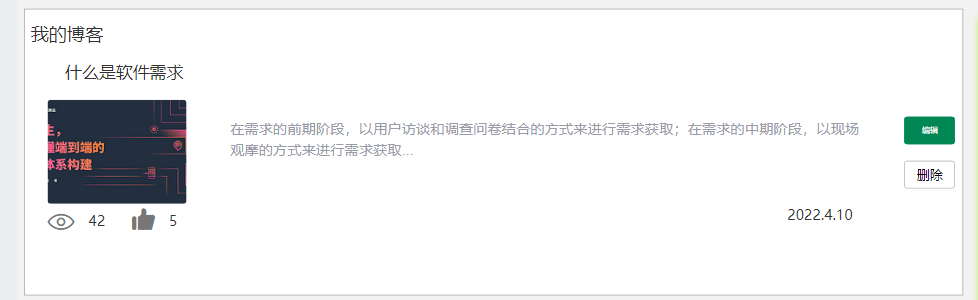 我的博客
什么是软件需求
端到端的
体系构建
在需求的前期阶段，以用户访谈和调查问卷结合的方式来进行需求获取；在需求的中期阶段，以现场
观摩的方式来进行需求获取...
编辑
删除
42
5
2022.4.10